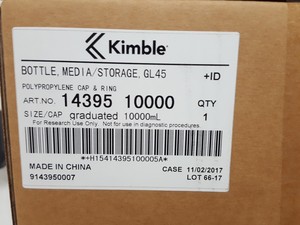 Kimble
BOTTLE, MEDIA/STORAGE, GL45 +ID
POLYPROPYLENE CAP & RING
ART.NO. 14395 10000 QTY
SIZE/CAP graduated 10000mL 1
For Research Use Only. Not for use in diagnostic procedures.
*+H15414395100005A*
MADE IN CHINA CASE 11/02/2017
9143950007 LOT 66-17